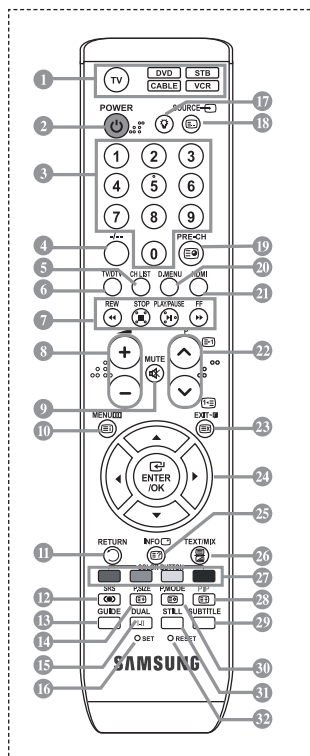 1
TV DVD STB
CABLE VCR
POWER SOURCE
2 17 18
3
1 2 3
4 5 6
7 8 9
4 -/-- 0 PRE-CH 19
5 20
6 TV/DTV CH LIST D.MENU HDMI 21
REW STOP PLAY/PAUSE FF
7
8 + P 22
9 MUTE
−
MENU EXIT
10 23
ENTER
/OK
24
25
RETURN INFO TEXT/MIX
11 26
COLOR BUTTON
27
SRS P.SIZE P.MODE PIP
12 28
GUIDE DUAL STILL SUBTITLE
13 I-II 29
14 30
15 SET RESET 31
16 SAMSUNG 32